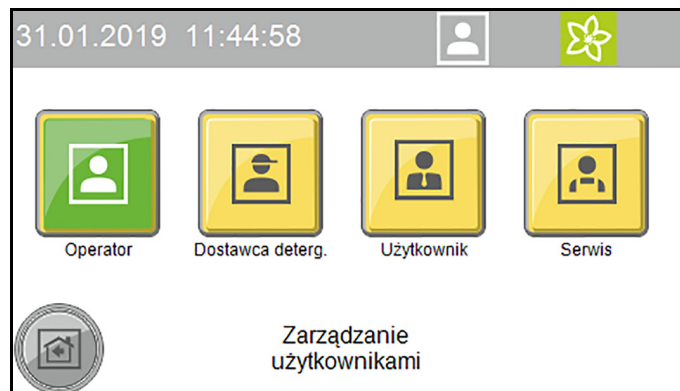 31.01.2019 11:44:58
Operator
Dostawca deterg.
Użytkownik
Serwis
Zarządzanie
użytkownikami